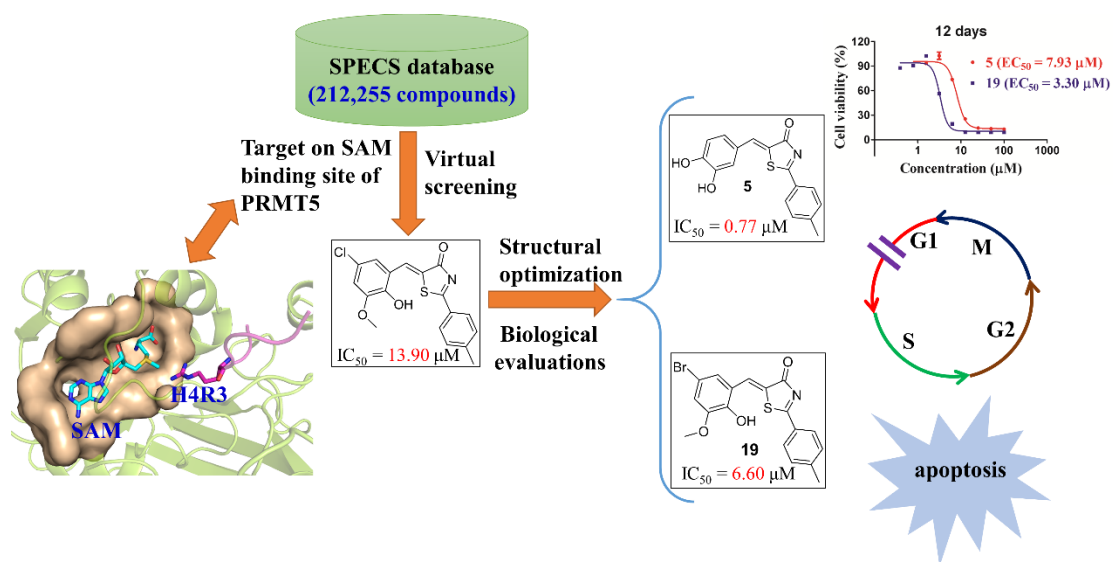 SPECS database
(212,255 compounds)
Target on SAM
binding site of
PRMT5
Virtual
screening
SAM
H4R3
Cl
O
N
S
OH
O
IC50 = 13.90 μM
Structural
optimization
Biological
evaluations
O
HO
N
S
HO
5
IC50 = 0.77 μM
Br
O
N
S
OH
O
19
IC50 = 6.60 μM
12 days
Cell viability (%)
120
90
60
30
0
5 (EC50 = 7.93 μM)
19 (EC50 = 3.30 μM)
1 10 100 1000
Concentration (μM)
G1
M
S
G2
apoptosis